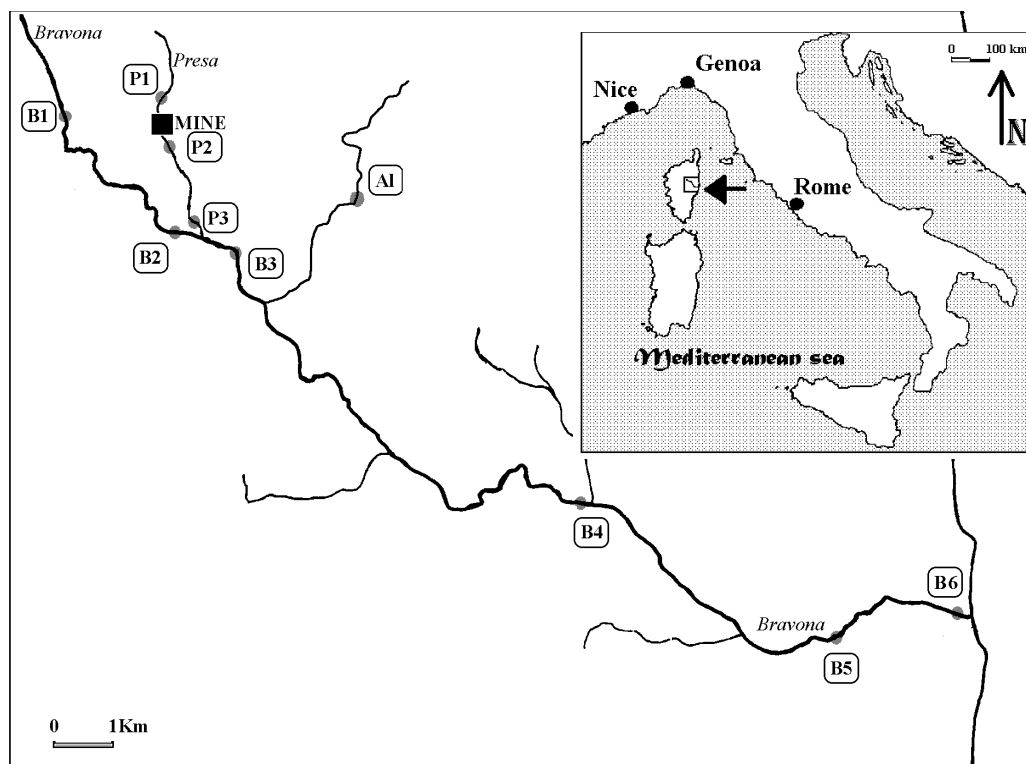 Bravona
Presa
P1
B1
MINE
P2
Al
P3
B2
B3
B4
B6
Bravona
B5
0 1Km
0 100 km
Genoa
Nice
N
Rome
Mediterranean sea